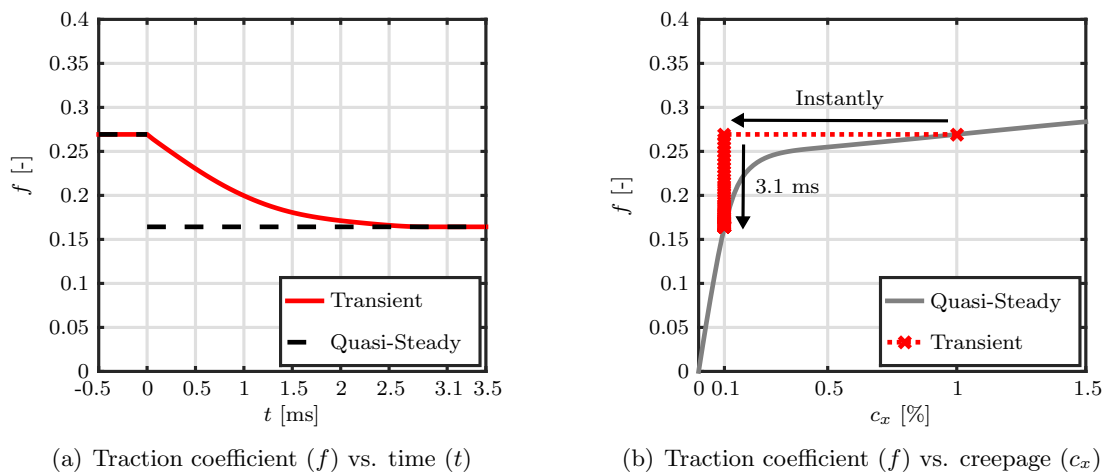 0.4
0.35
0.3
0.25
0.2
0.15
0.1
0.05
0
f [-]
-0.5 0 0.5 1 1.5 2 2.5 3.1 3.5
t [ms]
Transient
Quasi-Steady
(a) Traction coefficient (f) vs. time (t)
0.4
0.35
0.3
0.25
0.2
0.15
0.1
0.05
0
f [-]
Instantly
3.1 ms
Quasi-Steady
Transient
0 0.1 0.5 1 1.5
cₓ [%]
(b) Traction coefficient (f) vs. creepage (cₓ)